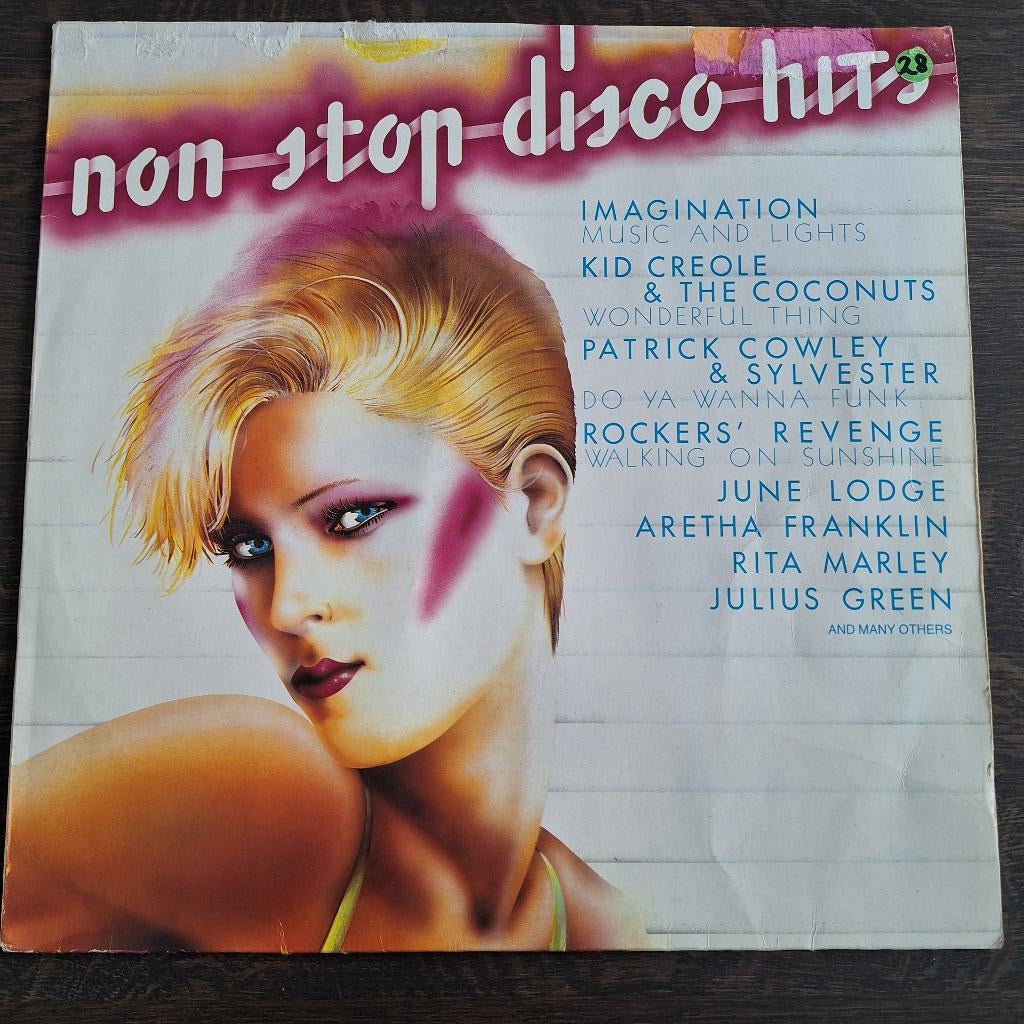 non stop disco hits
28
IMAGINATION
MUSIC AND LIGHTS
KID CREOLE
& THE COCONUTS
WONDERFUL THING
PATRICK COWLEY
& SYLVESTER
DO YA WANNA FUNK
ROCKERS' REVENGE
WALKING ON SUNSHINE
JUNE LODGE
ARETHA FRANKLIN
RITA MARLEY
JULIUS GREEN
AND MANY OTHERS